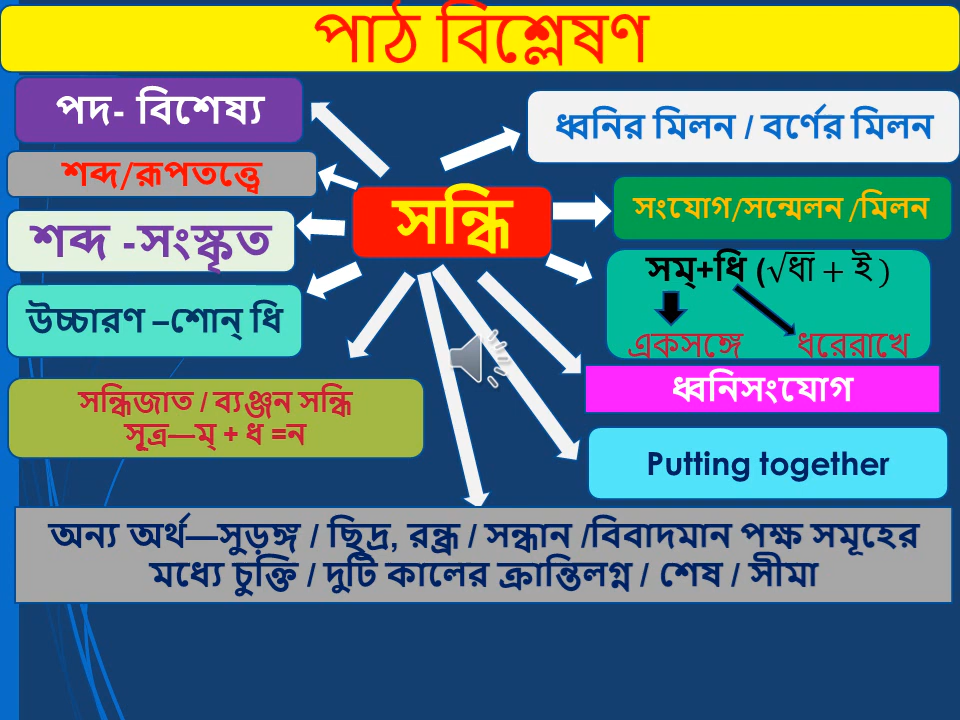 পাঠ বিশ্লেষণ
পদ- বিশেষ্য
ধ্বনির মিলন / বর্ণের মিলন
শব্দ/রূপতত্ত্বে
সন্ধি
সংযোগ/সন্মেলন /মিলন
শব্দ -সংস্কৃত
সম্+ধি (√ধা + ই )
একসঙ্গে ধরেরাখে
উচ্চারণ –শোন্ ধি
ধ্বনিসংযোগ
সন্ধিজাত / ব্যঞ্জন সন্ধি
সূত্র—ম্ + ধ =ন
Putting together
অন্য অর্থ—সুড়ঙ্গ / ছিদ্র, রন্ধ্র / সন্ধান /বিবাদমান পক্ষ সমূহের
মধ্যে চুক্তি / দুটি কালের ক্রান্তিলগ্ন / শেষ / সীমা